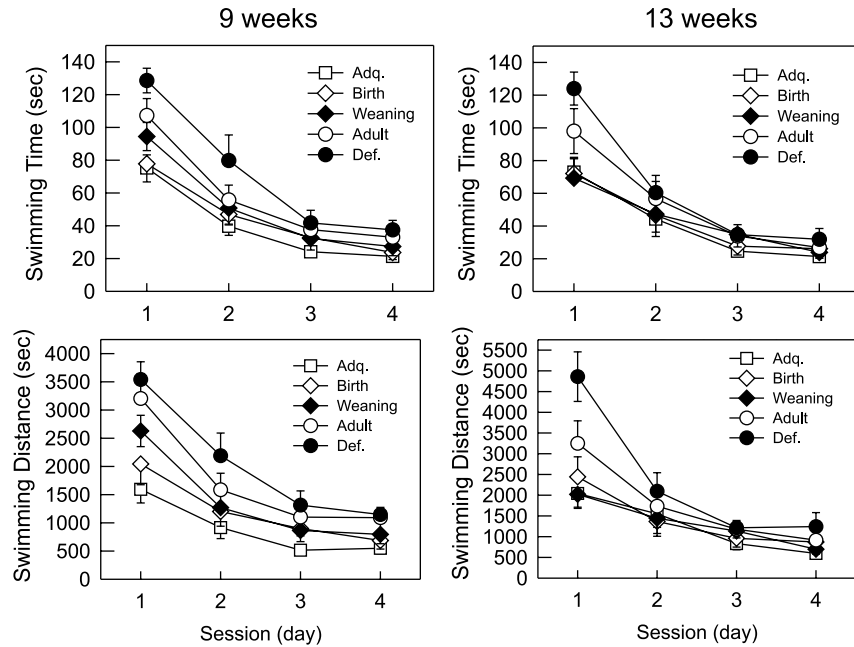 9 weeks
13 weeks
Swimming Time (sec)
140
120
100
80
60
40
20
0
1 2 3 4
Adq.
Birth
Weaning
Adult
Def.
Swimming Time (sec)
140
120
100
80
60
40
20
0
1 2 3 4
Adq.
Birth
Weaning
Adult
Def.
Swimming Distance (sec)
4000
3500
3000
2500
2000
1500
1000
500
0
1 2 3 4
Session (day)
Adq.
Birth
Weaning
Adult
Def.
Swimming Distance (sec)
5500
5000
4500
4000
3500
3000
2500
2000
1500
1000
500
0
1 2 3 4
Session (day)
Adq.
Birth
Weaning
Adult
Def.